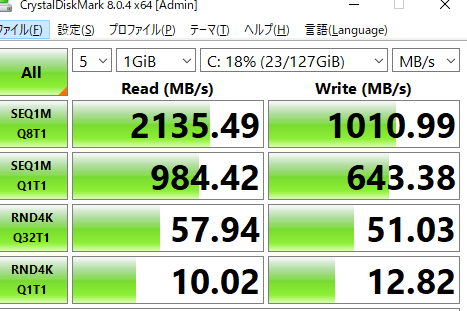 CrystalDiskMark 8.0.4 x64 [Admin]
ファイル(F) 設定(S) プロファイル(P) テーマ(T) ヘルプ(H) 言語(Language)
All 5 1GiB C: 18% (23/127GiB) MB/s
Read (MB/s) Write (MB/s)
SEQ1M
Q8T1
2135.49 1010.99
SEQ1M
Q1T1
984.42 643.38
RND4K
Q32T1
57.94 51.03
RND4K
Q1T1
10.02 12.82